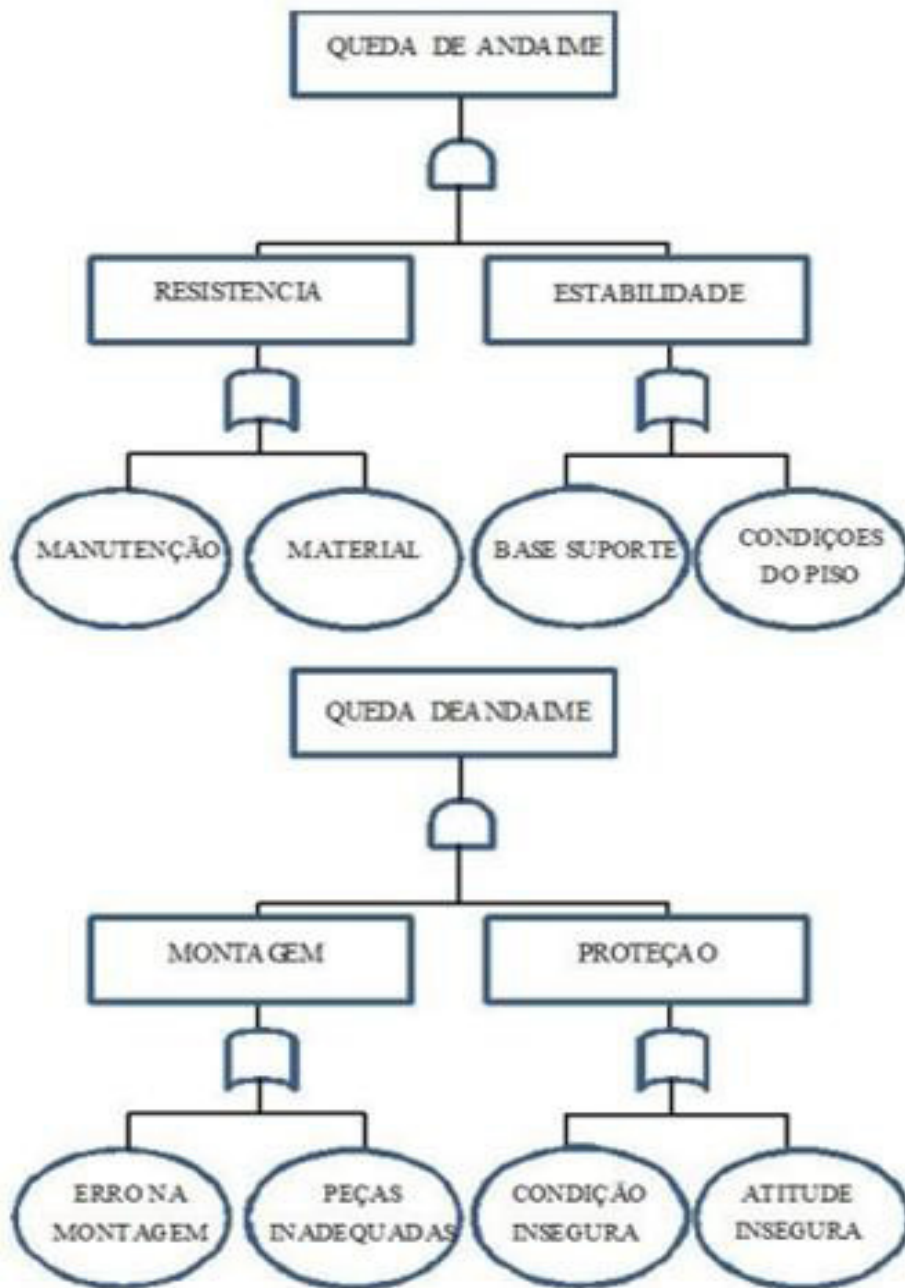 QUEDA DE ANDAIME
RESISTENCIA
ESTABILIDADE
MANUTENÇÃO
MATERIAL
BASE SUPORTE
CONDIÇOES
DO PISO
QUEDA DEANDAIME
MONTAGEM
PROTEÇAO
ERRO NA
MONTAGEM
PEÇAS
INADEQUADAS
CONDIÇÃO
INSEGURA
ATITUDE
INSEGURA